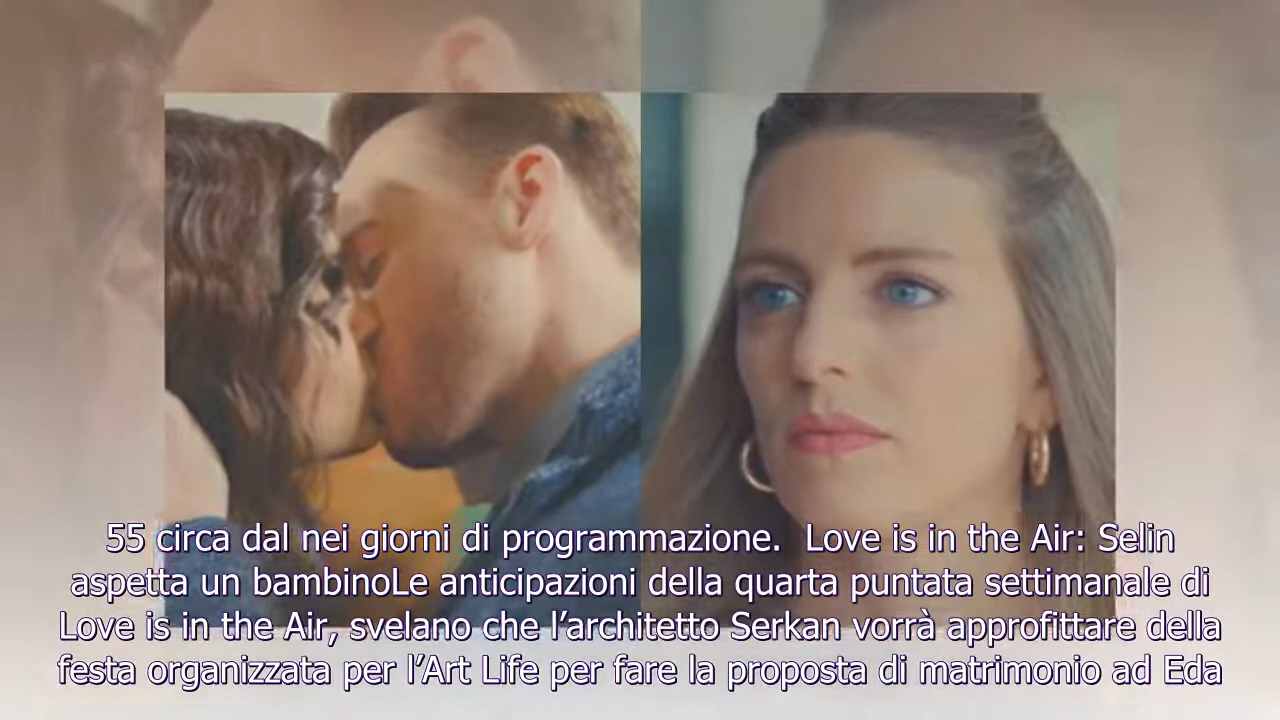 55 circa dal nei giorni di programmazione.  Love is in the Air: Selin
aspetta un bambinoLe anticipazioni della quarta puntata settimanale di
Love is in the Air, svelano che l’architetto Serkan vorrà approfittare della
festa organizzata per l’Art Life per fare la proposta di matrimonio ad Eda